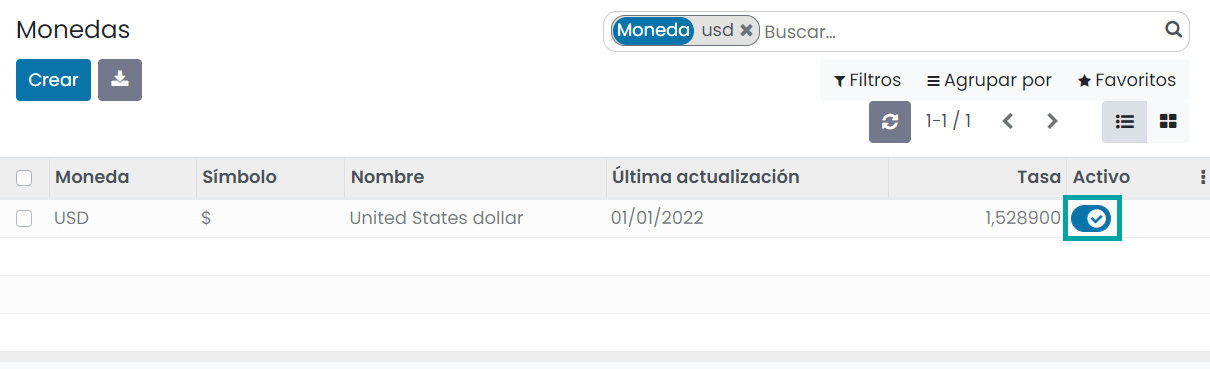 Monedas
Moneda usd Buscar...
Crear
Filtros Agrupar por Favoritos
1-1 / 1
Moneda Símbolo Nombre Última actualización Tasa Activo
USD $ United States dollar 01/01/2022 1,528900